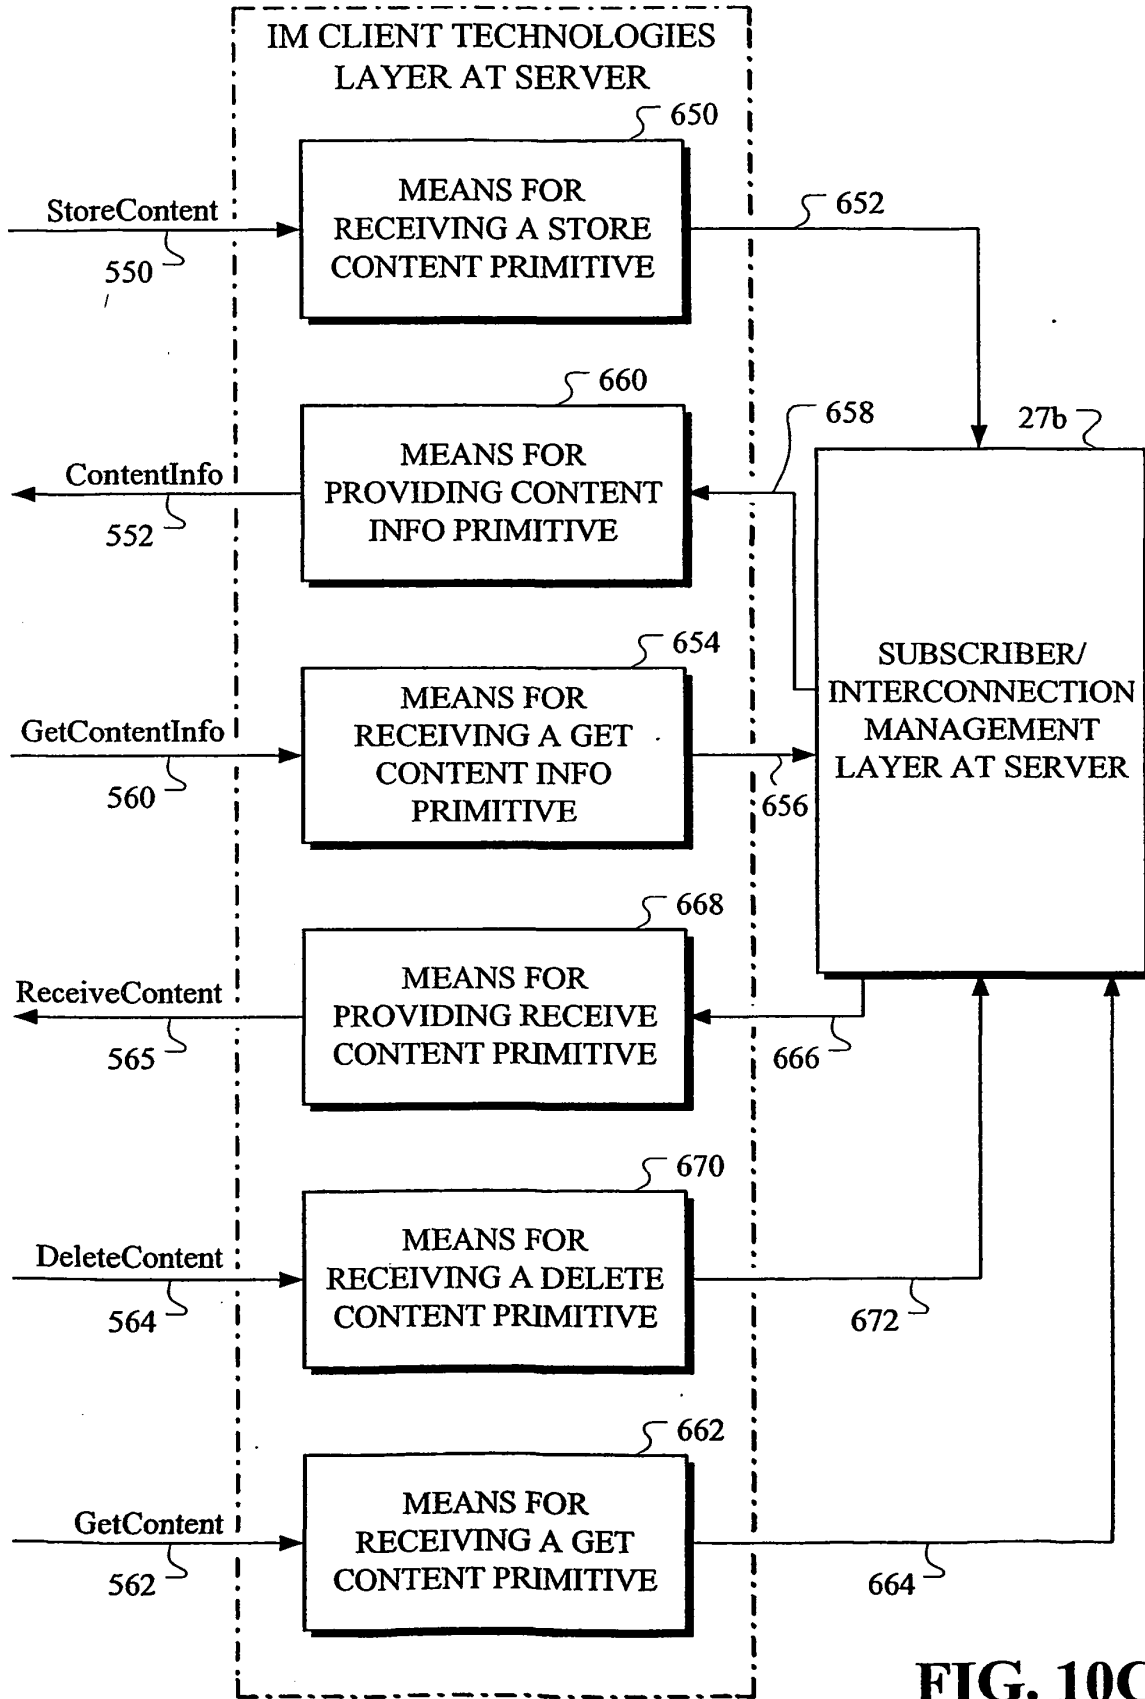 IM CLIENT TECHNOLOGIES
LAYER AT SERVER
650
MEANS FOR
RECEIVING A STORE
CONTENT PRIMITIVE
StoreContent
550
652
660
MEANS FOR
PROVIDING CONTENT
INFO PRIMITIVE
ContentInfo
552
658
27b
SUBSCRIBER/
INTERCONNECTION
MANAGEMENT
LAYER AT SERVER
654
MEANS FOR
RECEIVING A GET
CONTENT INFO
PRIMITIVE
GetContentInfo
560
656
668
MEANS FOR
PROVIDING RECEIVE
CONTENT PRIMITIVE
ReceiveContent
565
666
670
MEANS FOR
RECEIVING A DELETE
CONTENT PRIMITIVE
DeleteContent
564
672
662
MEANS FOR
RECEIVING A GET
CONTENT PRIMITIVE
GetContent
562
664
FIG.